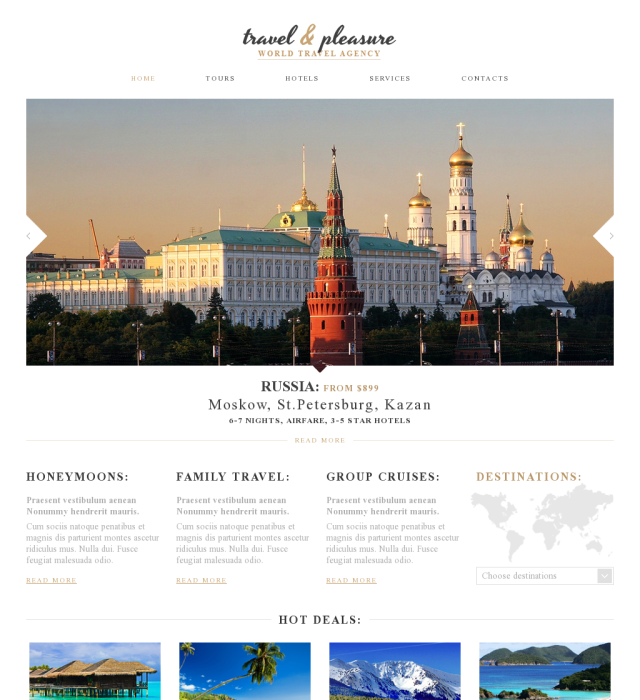 travel & pleasure
WORLD TRAVEL AGENCY
HOME TOURS HOTELS SERVICES CONTACTS
RUSSIA: FROM $899
Moskow, St.Petersburg, Kazan
6-7 NIGHTS, AIRFARE, 3-5 STAR HOTELS
READ MORE
HONEYMOONS:
Praesent vestibulum aenean
Nonummy hendrerit mauris.
Cum sociis natoque penatibus et
magnis dis parturient montes ascetur
ridiculus mus. Nulla dui. Fusce
feugiat malesuada odio.
READ MORE
FAMILY TRAVEL:
Praesent vestibulum aenean
Nonummy hendrerit mauris.
Cum sociis natoque penatibus et
magnis dis parturient montes ascetur
ridiculus mus. Nulla dui. Fusce
feugiat malesuada odio.
READ MORE
GROUP CRUISES:
Praesent vestibulum aenean
Nonummy hendrerit mauris.
Cum sociis natoque penatibus et
magnis dis parturient montes ascetur
ridiculus mus. Nulla dui. Fusce
feugiat malesuada odio.
READ MORE
DESTINATIONS:
Choose destinations
HOT DEALS: